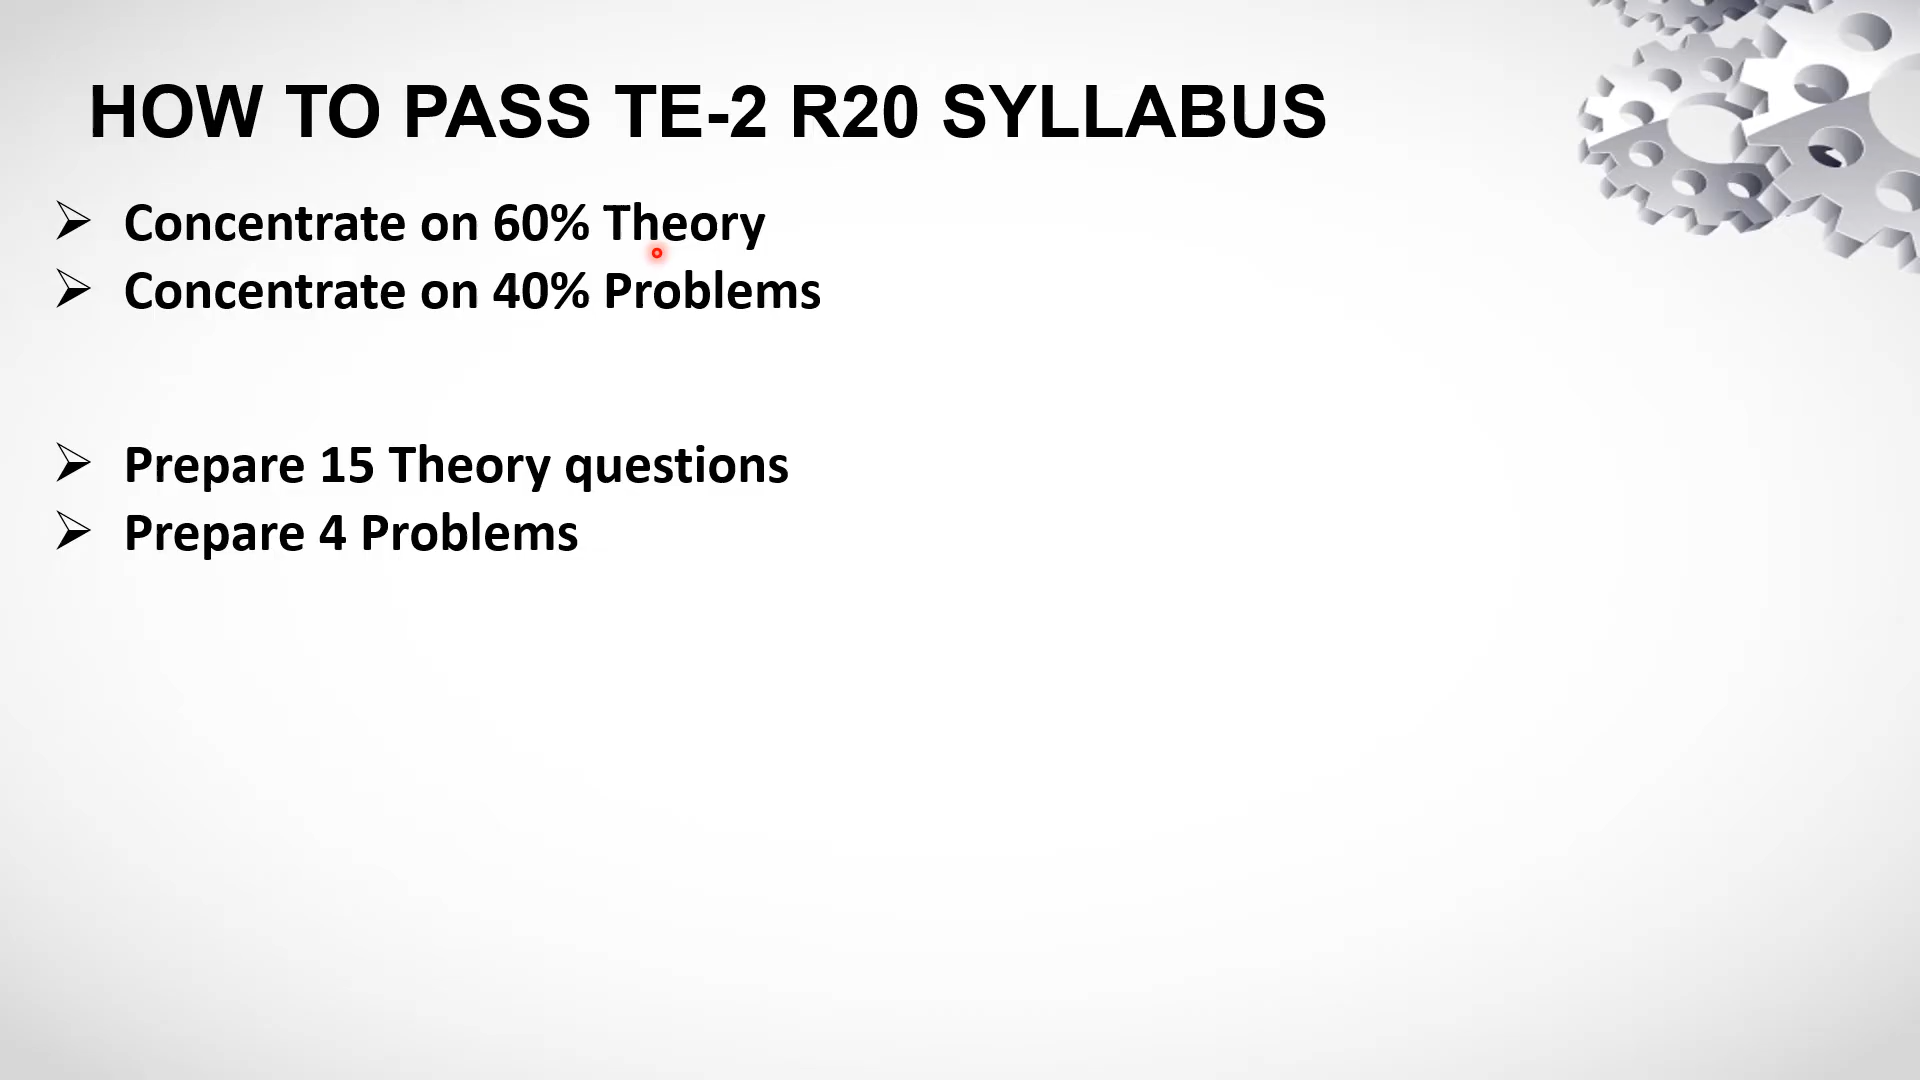 HOW TO PASS TE-2 R20 SYLLABUS
Concentrate on 60% Theory
Concentrate on 40% Problems
Prepare 15 Theory questions
Prepare 4 Problems